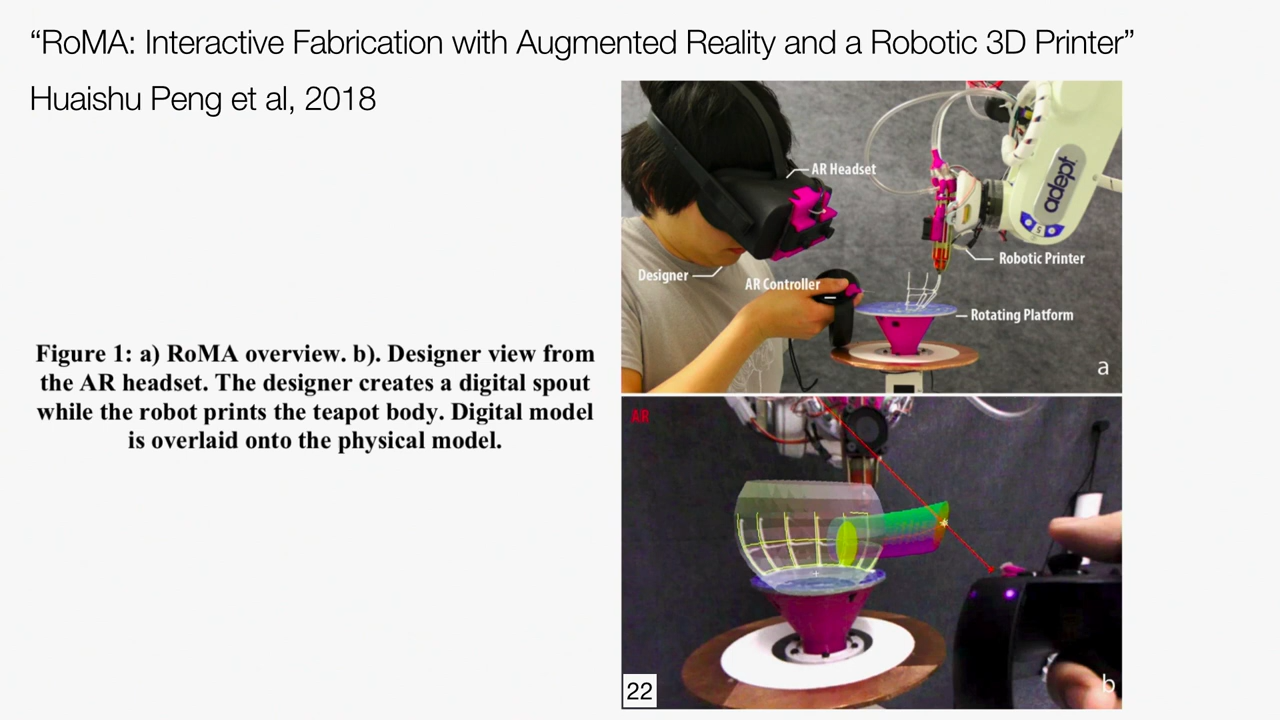 “RoMA: Interactive Fabrication with Augmented Reality and a Robotic 3D Printer”
Huaishu Peng et al, 2018
Figure 1: a) RoMA overview. b). Designer view from
the AR headset. The designer creates a digital spout
while the robot prints the teapot body. Digital model
is overlaid onto the physical model.
AR Headset
adept
5
Robotic Printer
Designer
AR Controller
Rotating Platform
a
AR
b
22